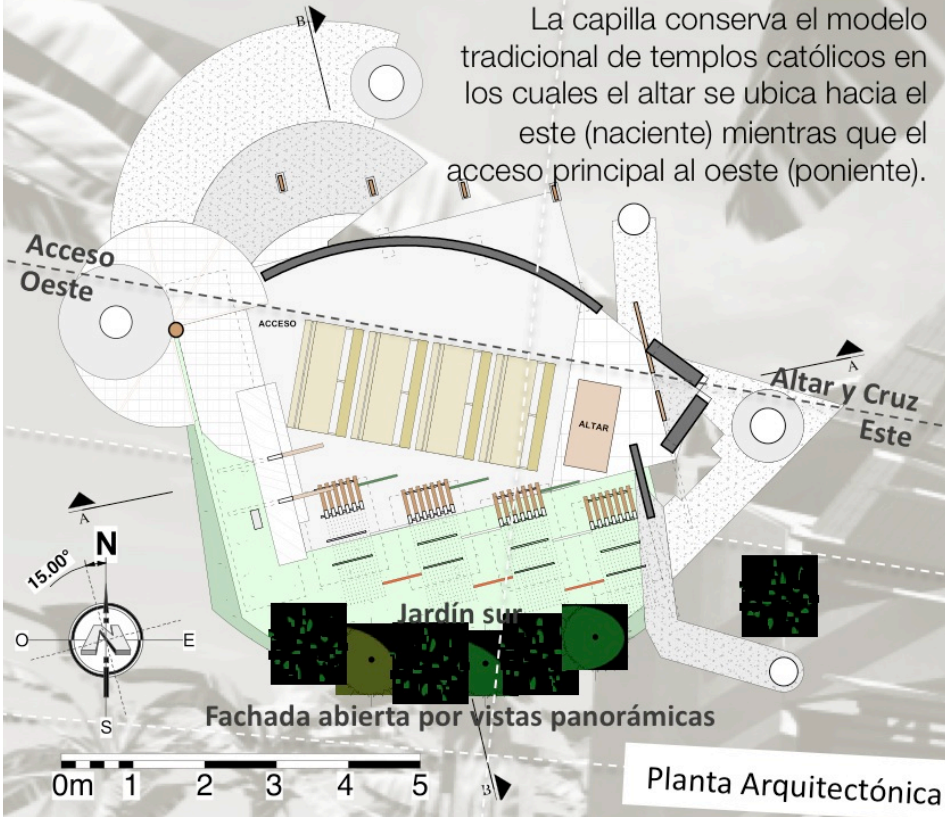 La capilla conserva el modelo
tradicional de templos católicos en
los cuales el altar se ubica hacia el
este (naciente) mientras que el
acceso principal al oeste (poniente).
B
Acceso
Oeste
ACCESO
A
Altar y Cruz
Este
ALTAR
A
N
15.00°
O
E
S
Jardín sur
Fachada abierta por vistas panorámicas
B
0m 1 2 3 4 5
Planta Arquitectónica